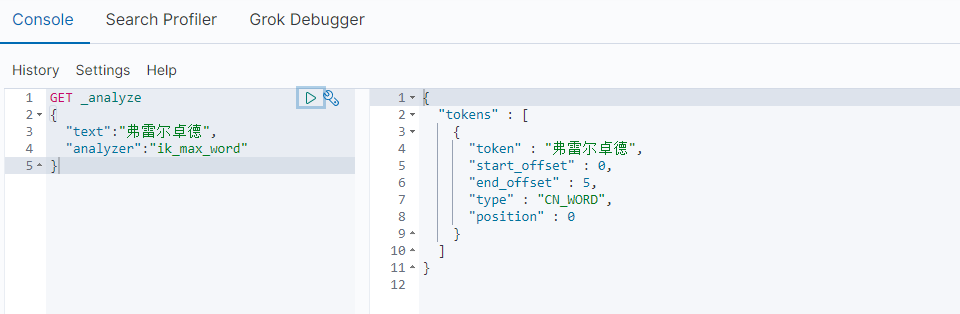 Console Search Profiler Grok Debugger
History Settings Help
1 GET _analyze
2 {
3 "text":"弗雷尔卓德",
4 "analyzer":"ik_max_word"
5 }
1 {
2 "tokens" : [
3 {
4 "token" : "弗雷尔卓德",
5 "start_offset" : 0,
6 "end_offset" : 5,
7 "type" : "CN_WORD",
8 "position" : 0
9 }
10 ]
11 }
12